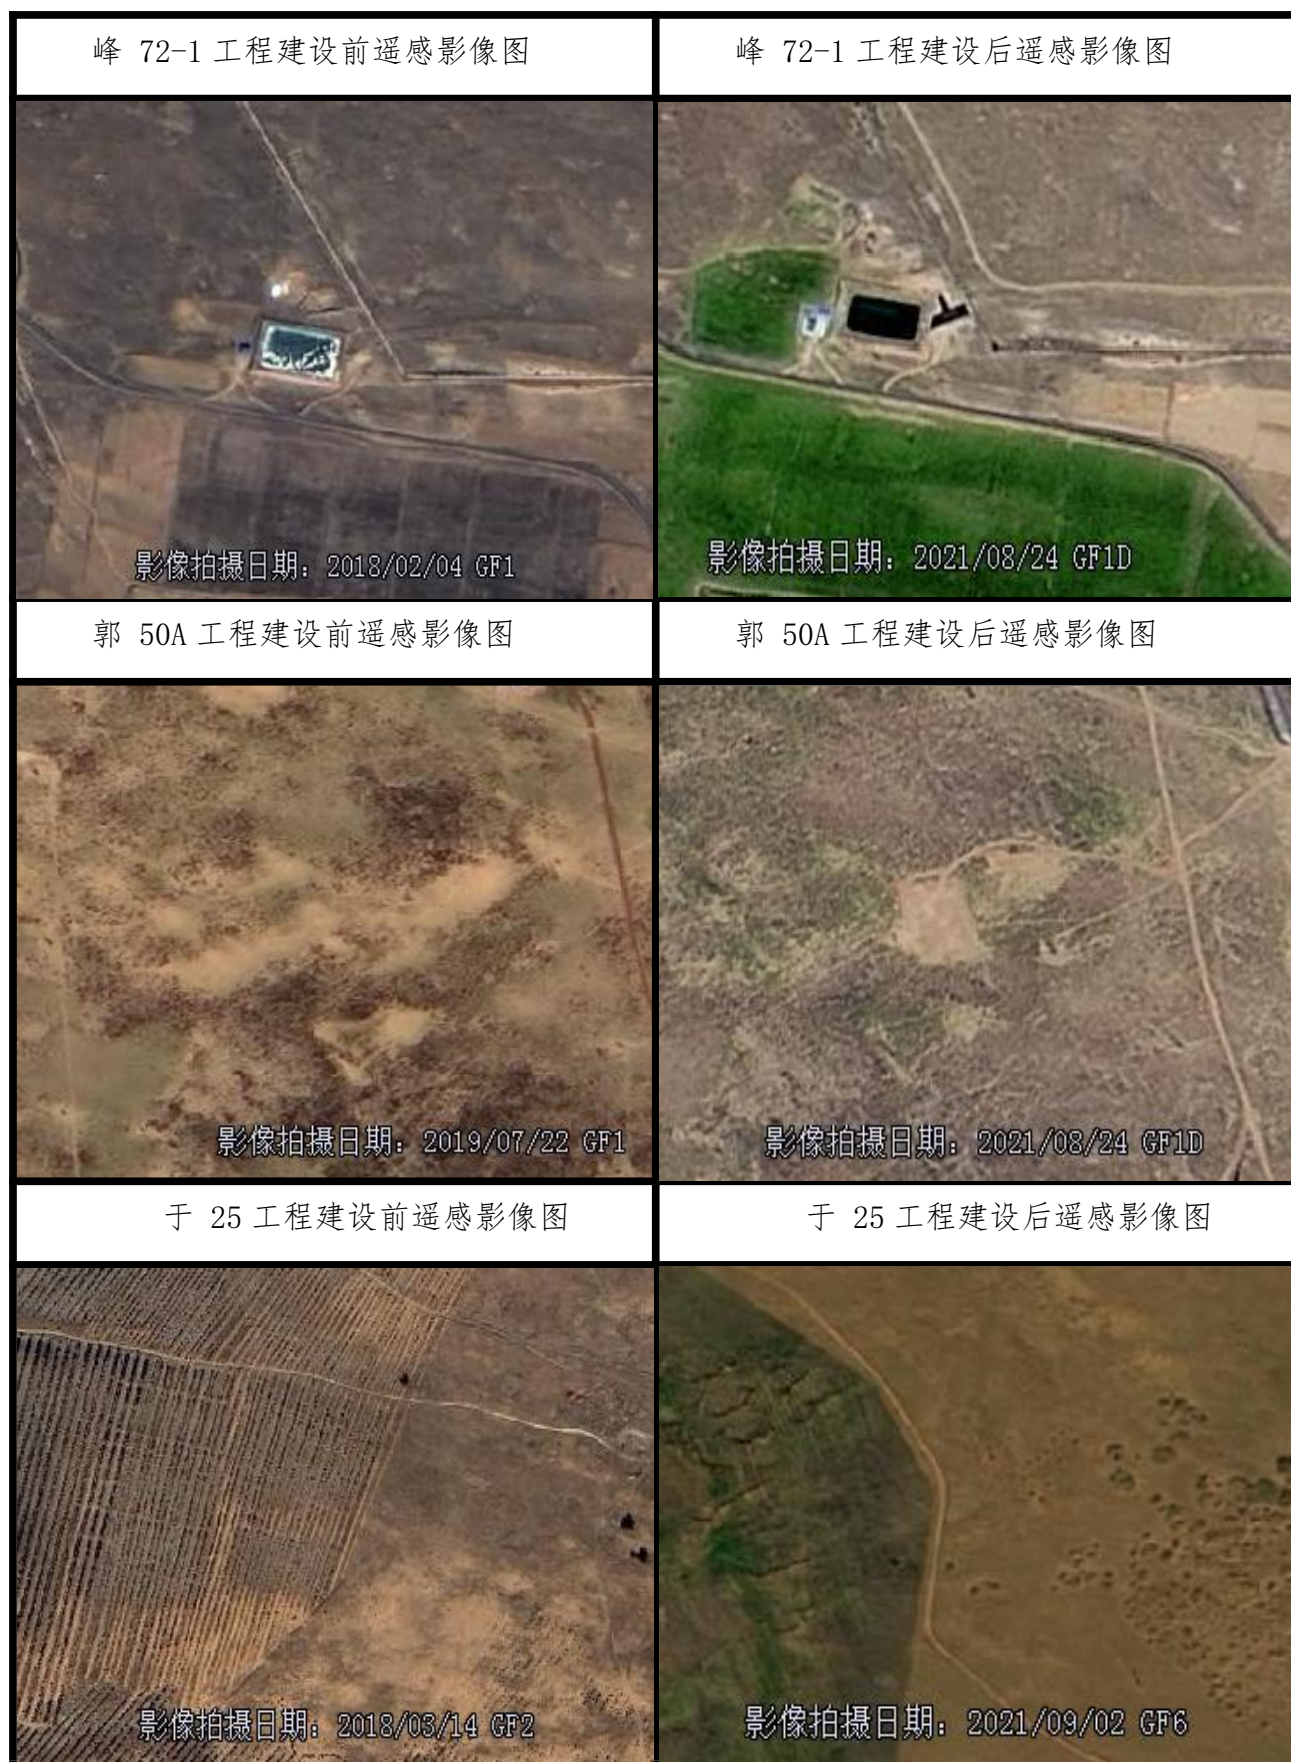 峰 72-1 工程建设前遥感影像图
峰 72-1 工程建设后遥感影像图
影像拍摄日期: 2018/02/04 GF1
影像拍摄日期: 2021/08/24 GF1D
郭 50A 工程建设前遥感影像图
郭 50A 工程建设后遥感影像图
影像拍摄日期: 2019/07/22 GF1
影像拍摄日期: 2021/08/24 GF1D
于 25 工程建设前遥感影像图
于 25 工程建设后遥感影像图
影像拍摄日期: 2018/03/14 GF2
影像拍摄日期: 2021/09/02 GF6